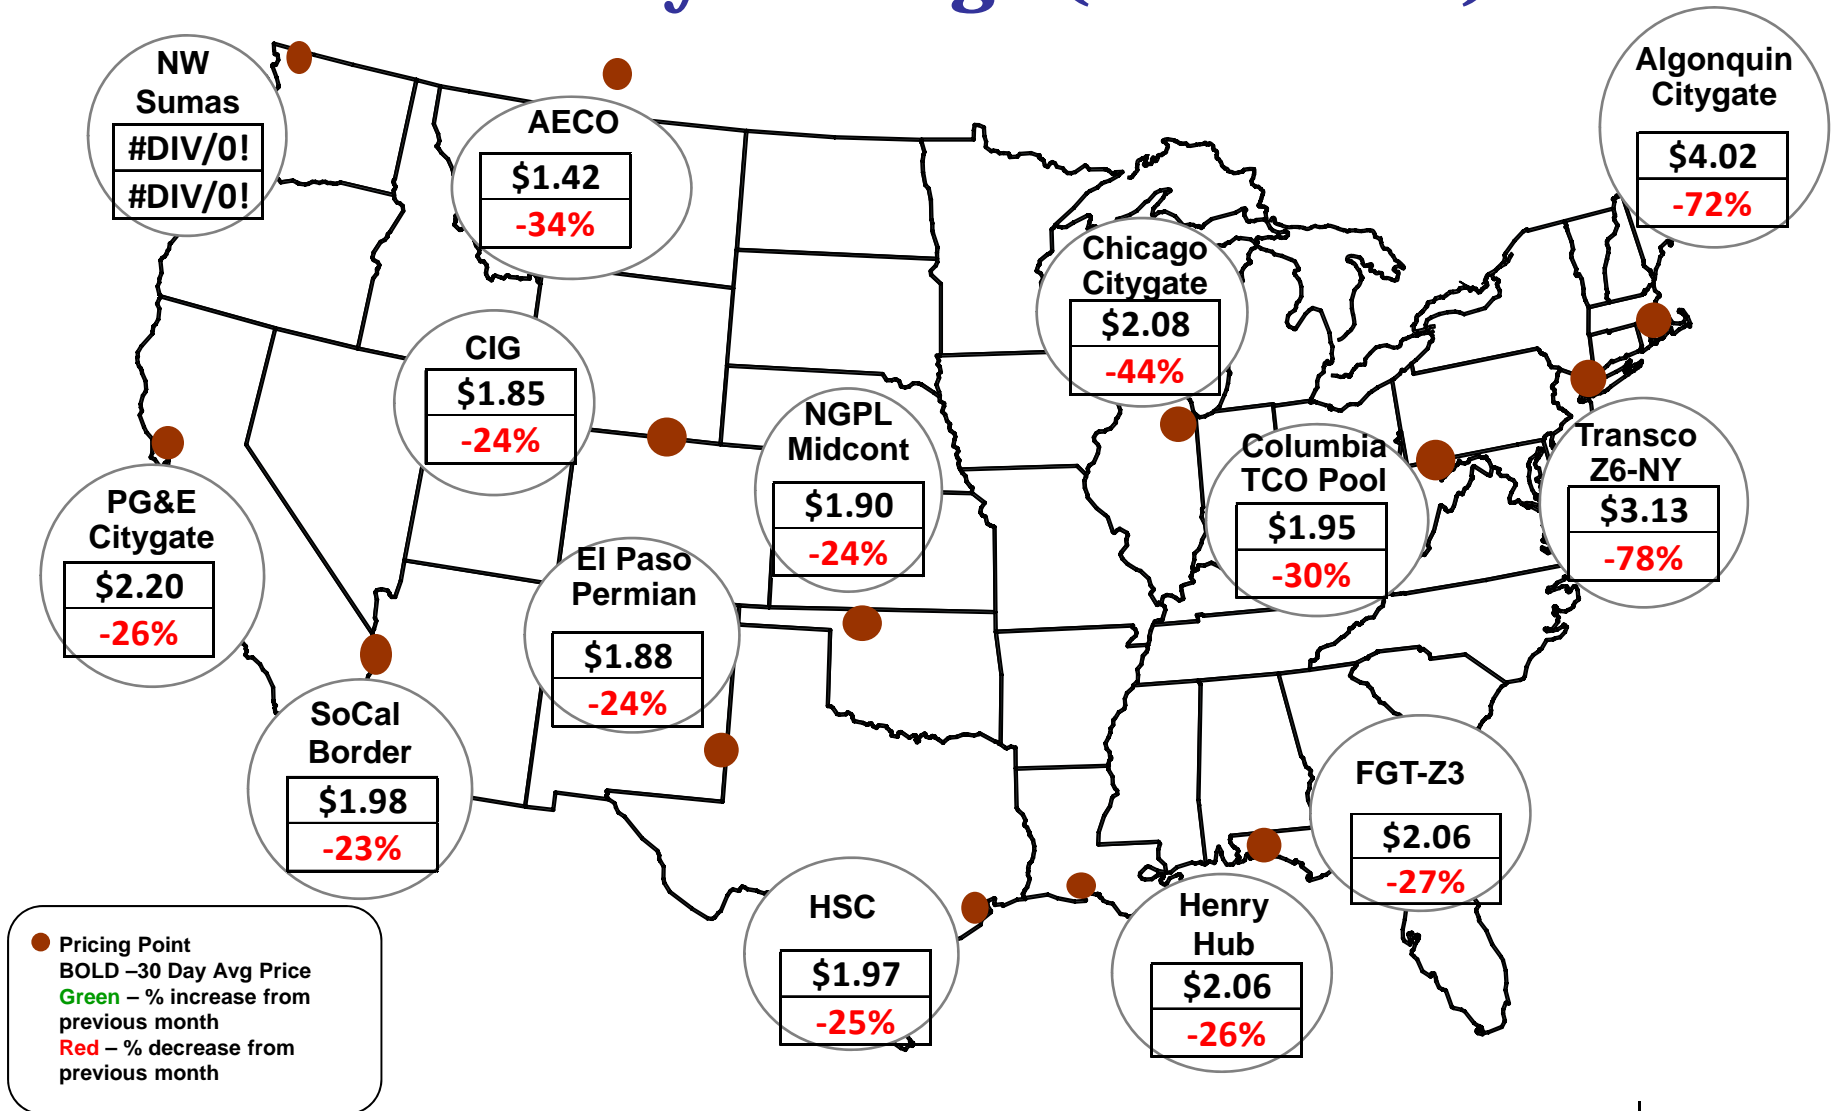 NW
Sumas
#DIV/0!
#DIV/0!
AECO
$1.42
-34%
Algonquin
Citygate
$4.02
-72%
Chicago
Citygate
$2.08
-44%
CIG
$1.85
-24%
NGPL
Midcont
$1.90
-24%
Columbia
TCO Pool
$1.95
-30%
Transco
Z6-NY
$3.13
-78%
PG&E
Citygate
$2.20
-26%
El Paso
Permian
$1.88
-24%
SoCal
Border
$1.98
-23%
FGT-Z3
$2.06
-27%
HSC
$1.97
-25%
Henry
Hub
$2.06
-26%
Pricing Point
BOLD –30 Day Avg Price
Green – % increase from
previous month
Red – % decrease from
previous month